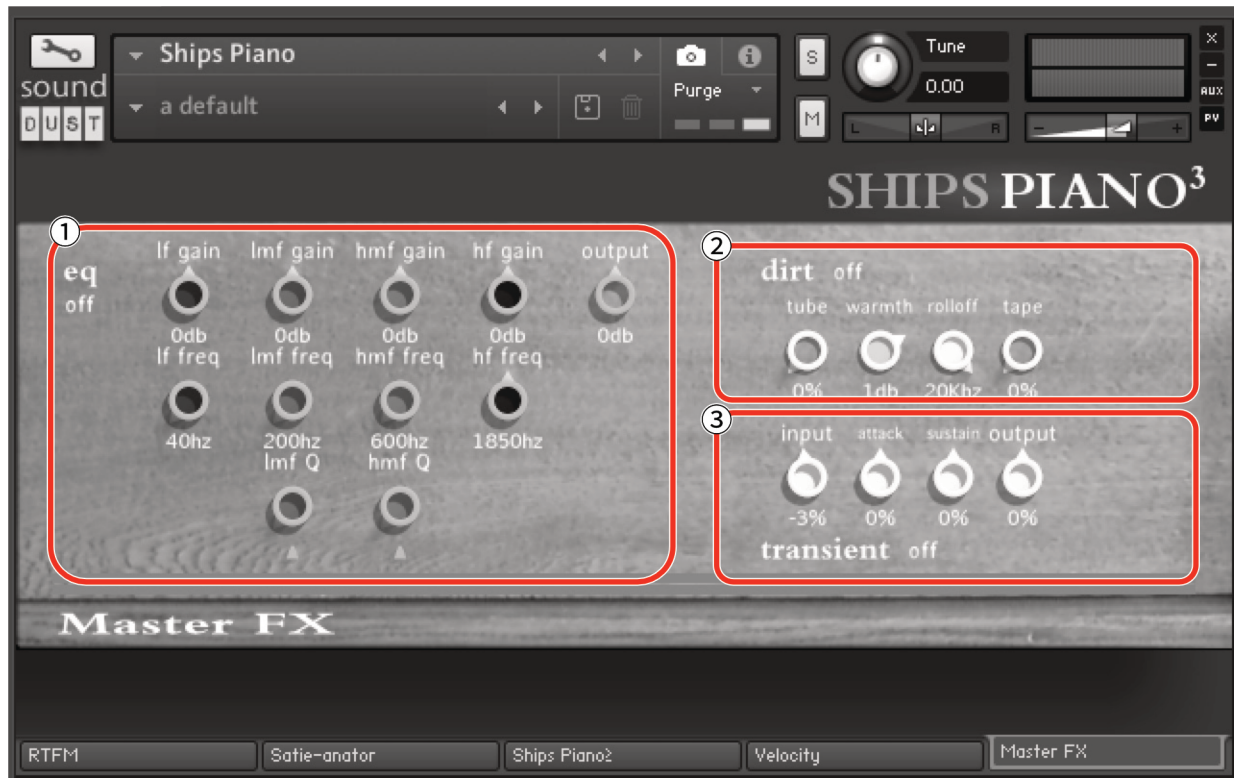 Ships Piano
a default
sound
DUST
Purge
S
M
Tune
0.00
L R
- +
×
-
AUX
PV
SHIPS PIANO³
1
eq
off
lf gain lmf gain hmf gain hf gain output
0db 0db 0db 0db 0db
lf freq lmf freq hmf freq hf freq
40hz 200hz 600hz 1850hz
lmf Q hmf Q
2
dirt off
tube warmth rolloff tape
0% 1db 20Khz 0%
3
input attack sustain output
-3% 0% 0% 0%
transient off
Master FX
RTFM Satie-anator Ships Piano2 Velocity Master FX